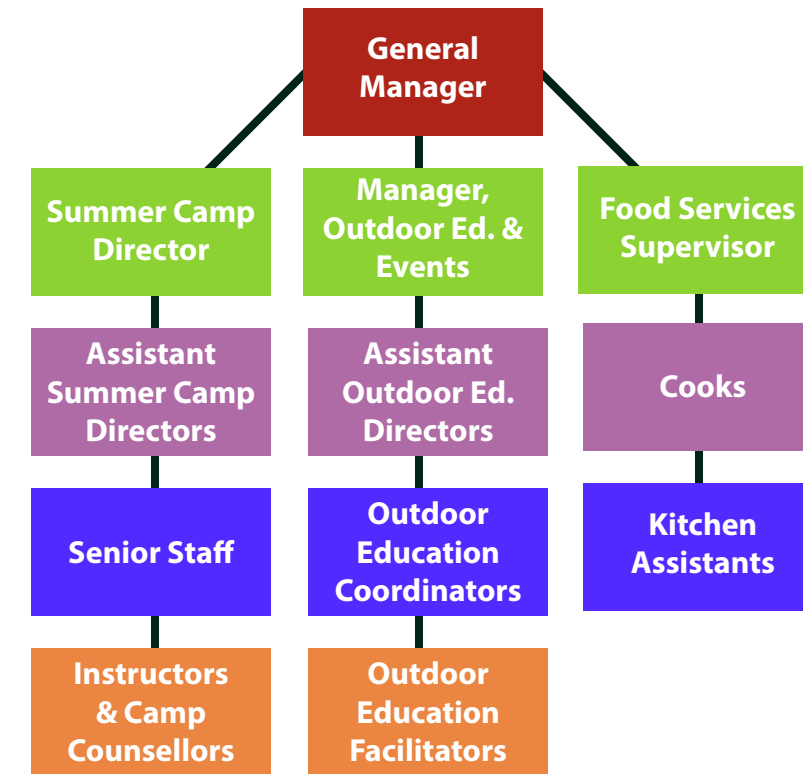 General
Manager
Summer Camp
Director
Manager,
Outdoor Ed. &
Events
Food Services
Supervisor
Assistant
Summer Camp
Directors
Assistant
Outdoor Ed.
Directors
Cooks
Senior Staff
Outdoor
Education
Coordinators
Kitchen
Assistants
Instructors
& Camp
Counsellors
Outdoor
Education
Facilitators